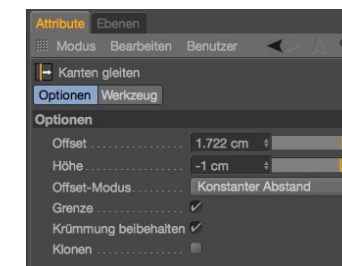 Attribute Ebenen
Modus Bearbeiten Benutzer
Kanten gleiten
Optionen Werkzeug
Optionen
Offset . . . . . . . . . . . . . . . 1.722 cm
Höhe. . . . . . . . . . . . . . . . -1 cm
Offset-Modus. . . . . . . . Konstanter Abstand
Grenze . . . . . . . . . . . . . .
Krümmung beibehalten
Klonen . . . . . . . . . . . . . .